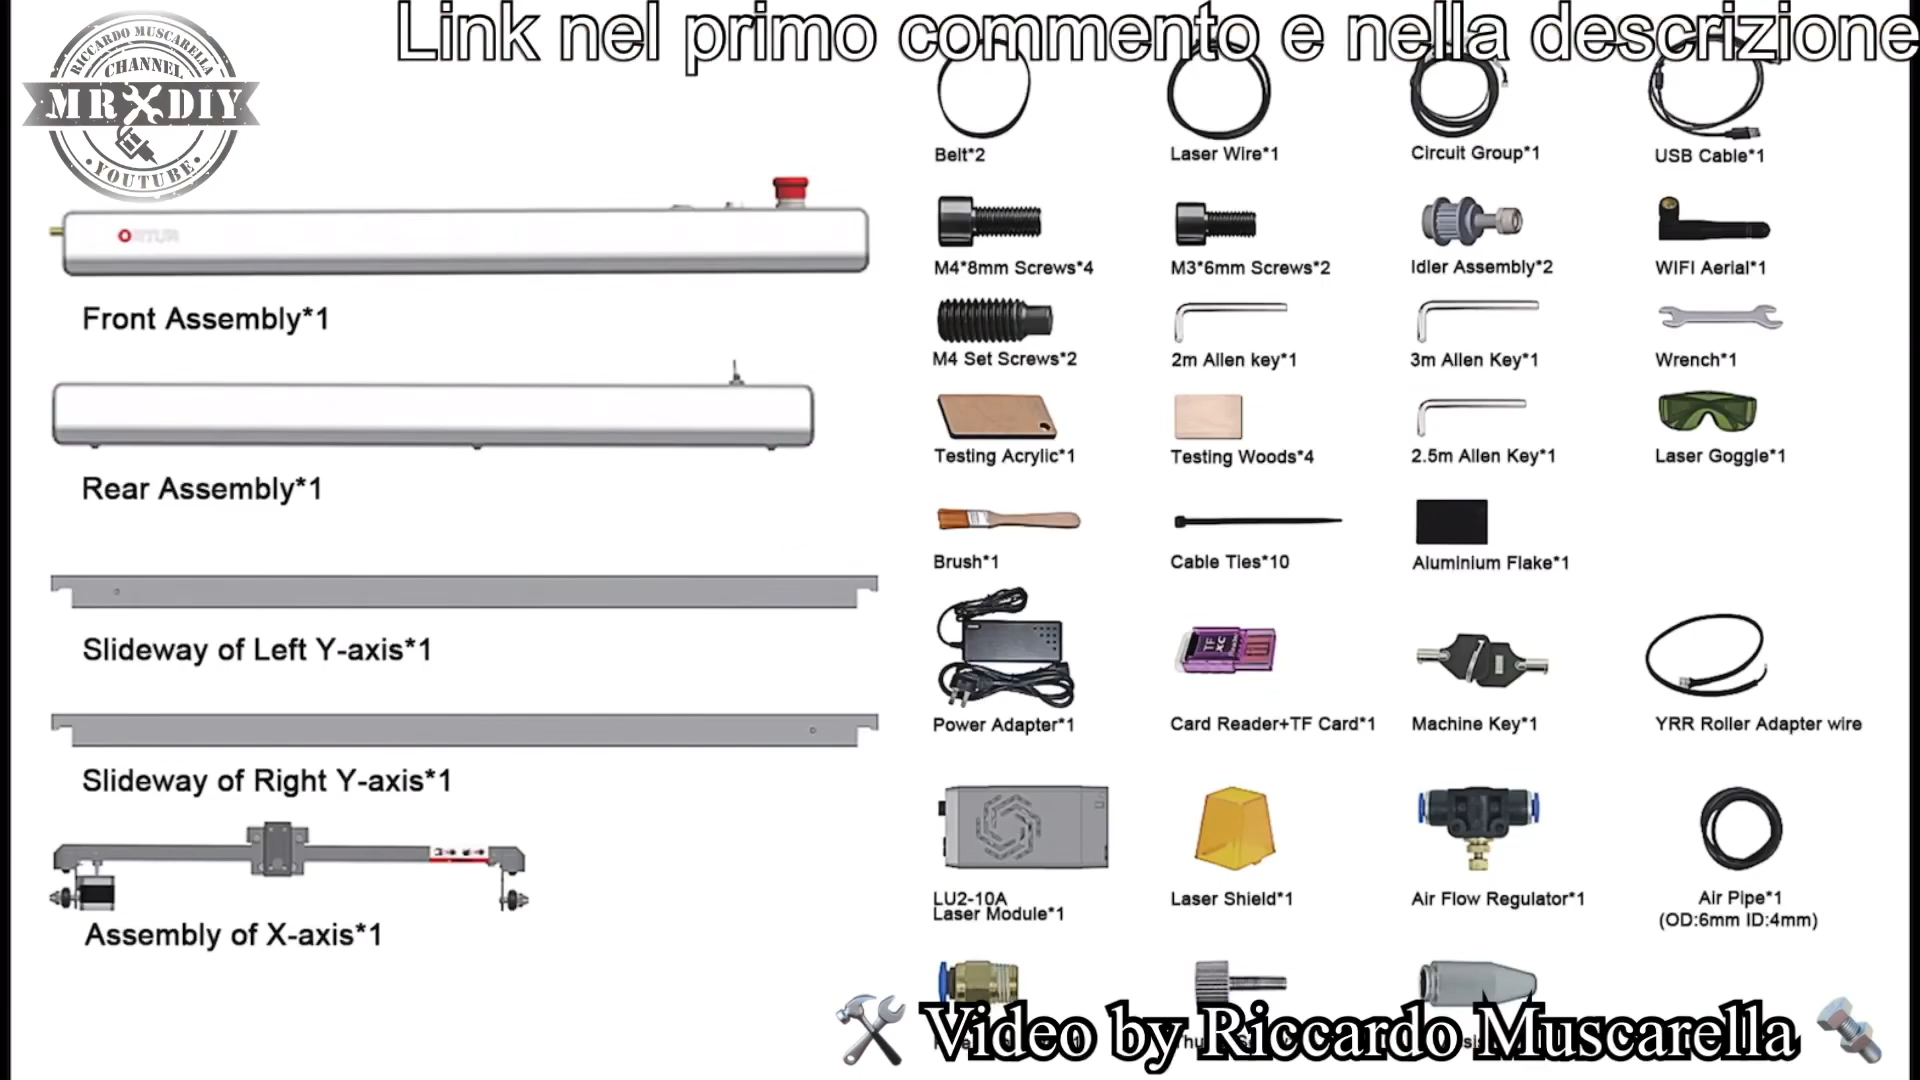 Link nel primo commento e nella descrizione
RICCARDO MUSCARELLA
CHANNEL
MR DIY
YOUTUBE
Belt*2
Laser Wire*1
Circuit Group*1
USB Cable*1
ORTUR
Front Assembly*1
M4*8mm Screws*4
M3*6mm Screws*2
Idler Assembly*2
WIFI Aerial*1
M4 Set Screws*2
2m Allen key*1
3m Allen Key*1
Wrench*1
Rear Assembly*1
Testing Acrylic*1
Testing Woods*4
2.5m Allen Key*1
Laser Goggle*1
Brush*1
Cable Ties*10
Aluminium Flake*1
Slideway of Left Y-axis*1
TF
XC
Power Adapter*1
Card Reader+TF Card*1
Machine Key*1
YRR Roller Adapter wire
Slideway of Right Y-axis*1
LU2-10A
Laser Module*1
Laser Shield*1
Air Flow Regulator*1
Air Pipe*1
(OD:6mm ID:4mm)
Assembly of X-axis*1
Video by Riccardo Muscarella